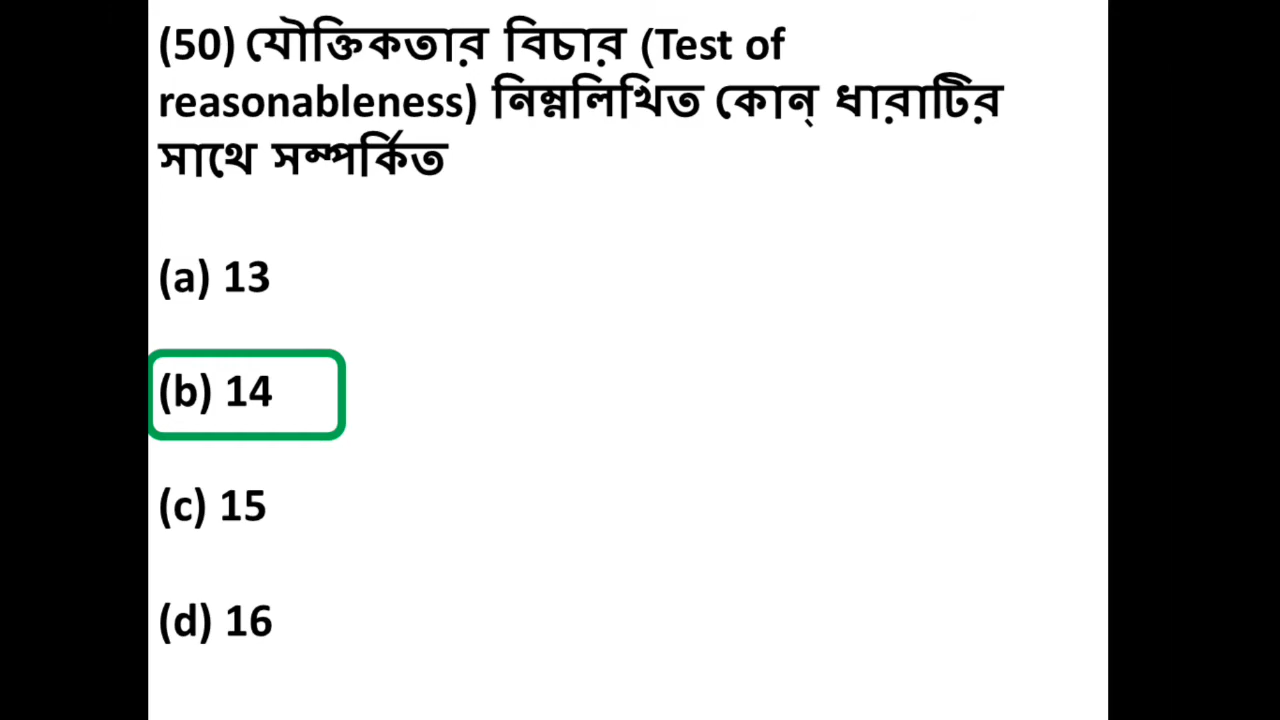 (50) যৌক্তিকতার বিচার (Test of
reasonableness) নিম্নলিখিত কোন্ ধারাটির
সাথে সম্পর্কিত
(a) 13
(b) 14
(c) 15
(d) 16